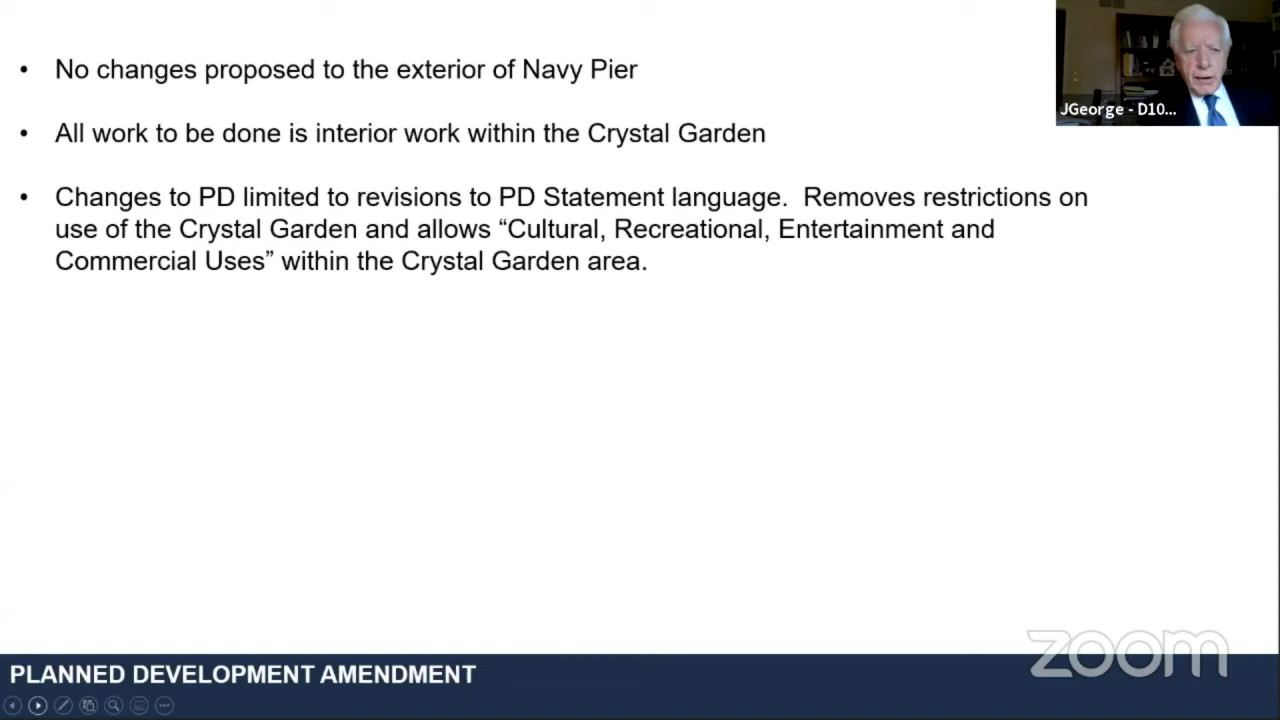 • No changes proposed to the exterior of Navy Pier
JGeorge - D10...
• All work to be done is interior work within the Crystal Garden
• Changes to PD limited to revisions to PD Statement language.  Removes restrictions on
use of the Crystal Garden and allows “Cultural, Recreational, Entertainment and
Commercial Uses” within the Crystal Garden area.
zoom
PLANNED DEVELOPMENT AMENDMENT